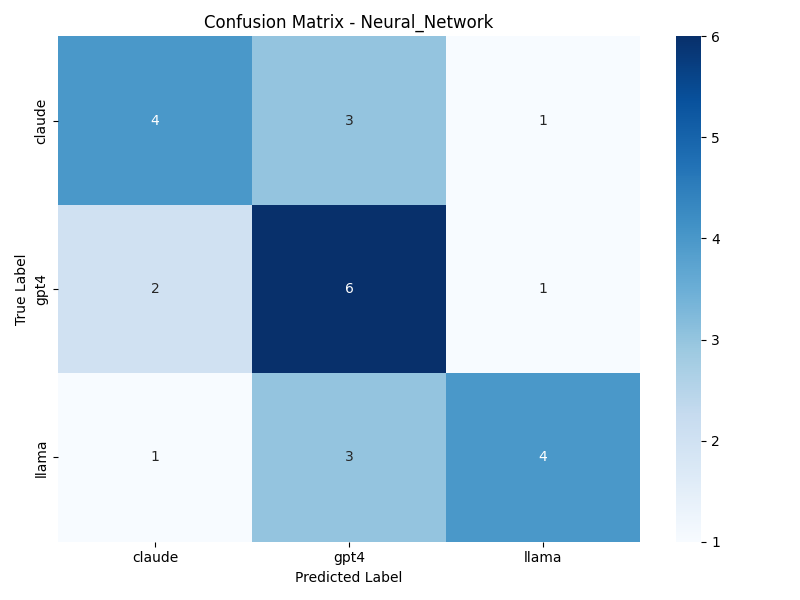 Confusion Matrix - Neural_Network
True Label
claude
4 3 1
gpt4
2 6 1
llama
1 3 4
claude gpt4 llama
Predicted Label
6
5
4
3
2
1